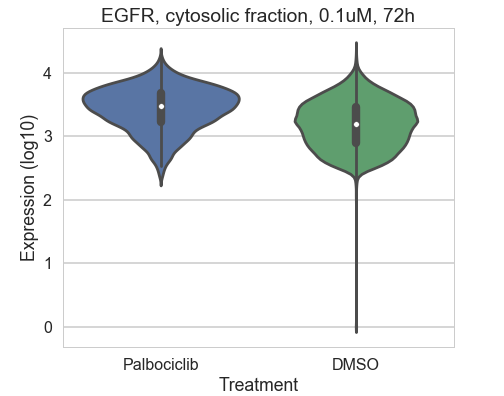 EGFR, cytosolic fraction, 0.1uM, 72h
Expression (log10)
4
3
2
1
0
Palbociclib
DMSO
Treatment